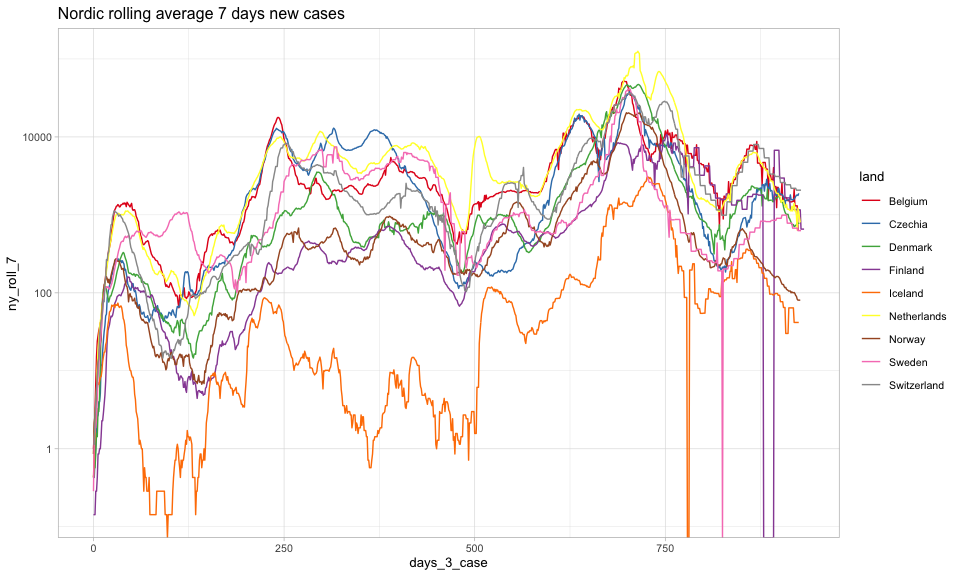 Nordic rolling average 7 days new cases
ny_roll_7
10000
100
1
0
250
500
750
days_3_case
land
Belgium
Czechia
Denmark
Finland
Iceland
Netherlands
Norway
Sweden
Switzerland